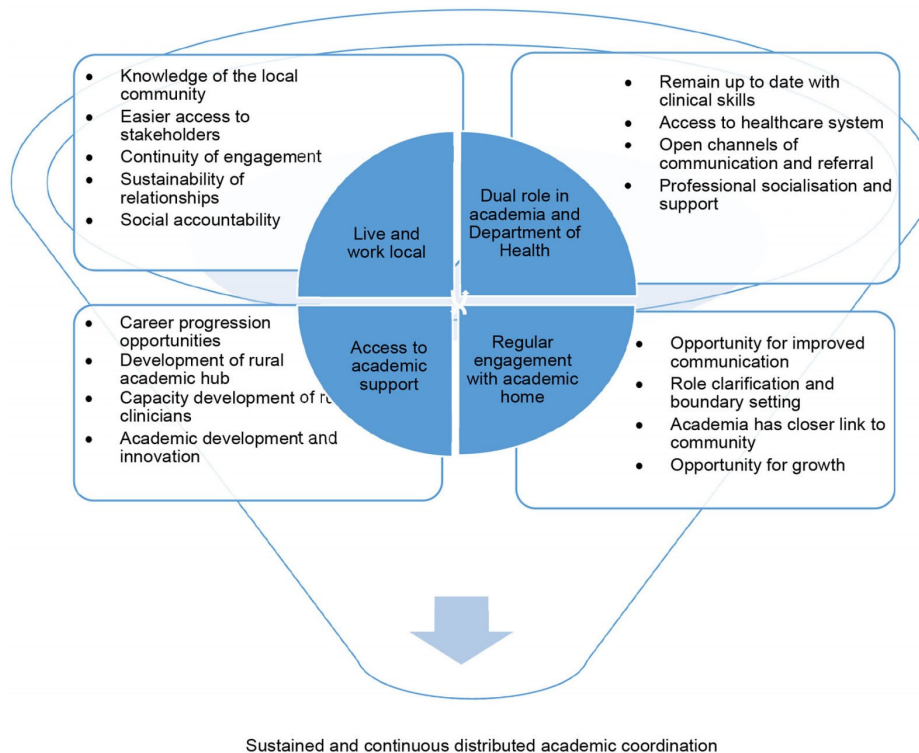 • Knowledge of the local
community
• Easier access to
stakeholders
• Continuity of engagement
• Sustainability of
relationships
• Social accountability
• Remain up to date with
clinical skills
• Access to healthcare system
• Open channels of
communication and referral
• Professional socialisation and
support
Live and
work local
Dual role in
academia and
Department of
Health
Access to
academic
support
Regular
engagement
with academic
home
• Career progression
opportunities
• Development of rural
academic hub
• Capacity development of
clinicians
• Academic development and
innovation
• Opportunity for improved
communication
• Role clarification and
boundary setting
• Academia has closer link to
community
• Opportunity for growth
Sustained and continuous distributed academic coordination